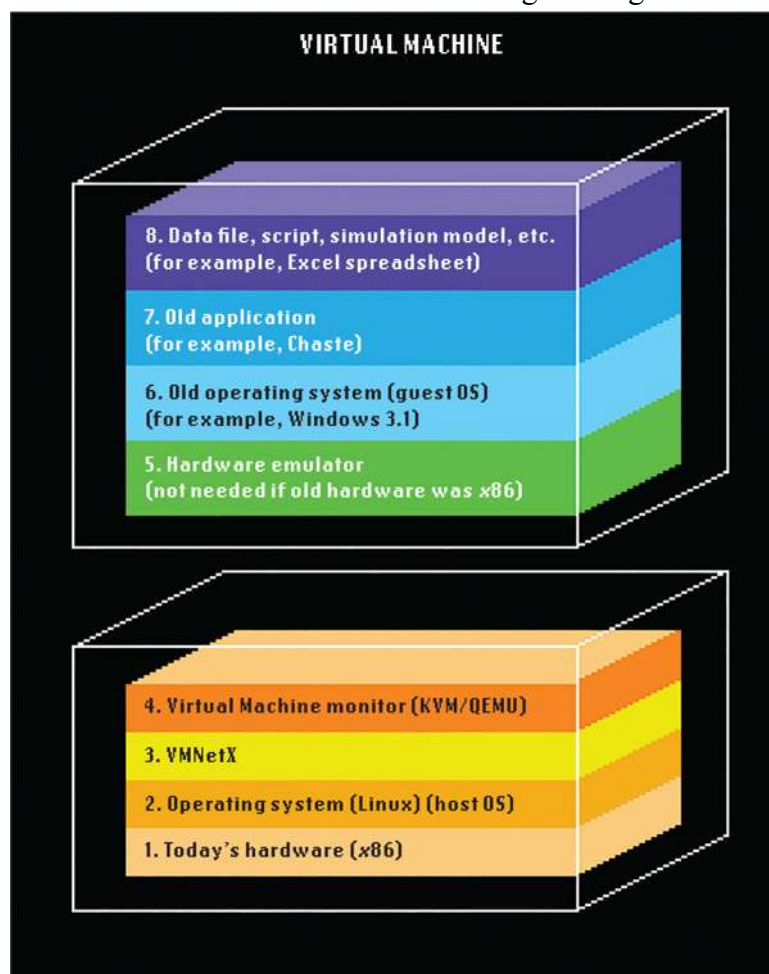 VIRTUAL MACHINE
8. Data file, script, simulation model, etc.
(for example, Excel spreadsheet)
7. Old application
(for example, Chaste)
6. Old operating system (guest OS)
(for example, Windows 3.1)
5. Hardware emulator
(not needed if old hardware was x86)
4. Virtual Machine monitor (KVM/QEMU)
3. VMNetX
2. Operating system (Linux) (host OS)
1. Today's hardware (x86)